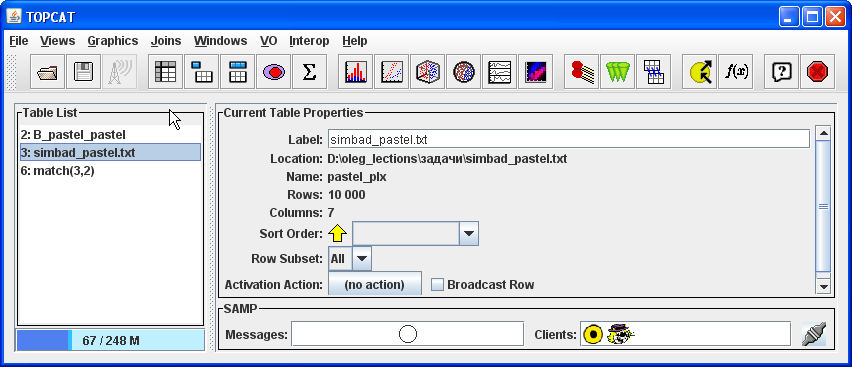 TOPCAT
File Views Graphics Joins Windows VO Interop Help
Σ f(x) ?
Table List
2: B_pastel_pastel
3: simbad_pastel.txt
6: match(3,2)
67 / 248 M
Current Table Properties
Label: simbad_pastel.txt
Location: D:\oleg_lections\задачи\simbad_pastel.txt
Name: pastel_plx
Rows: 10 000
Columns: 7
Sort Order:
Row Subset: All
Activation Action: (no action) Broadcast Row
SAMP
Messages: Clients: